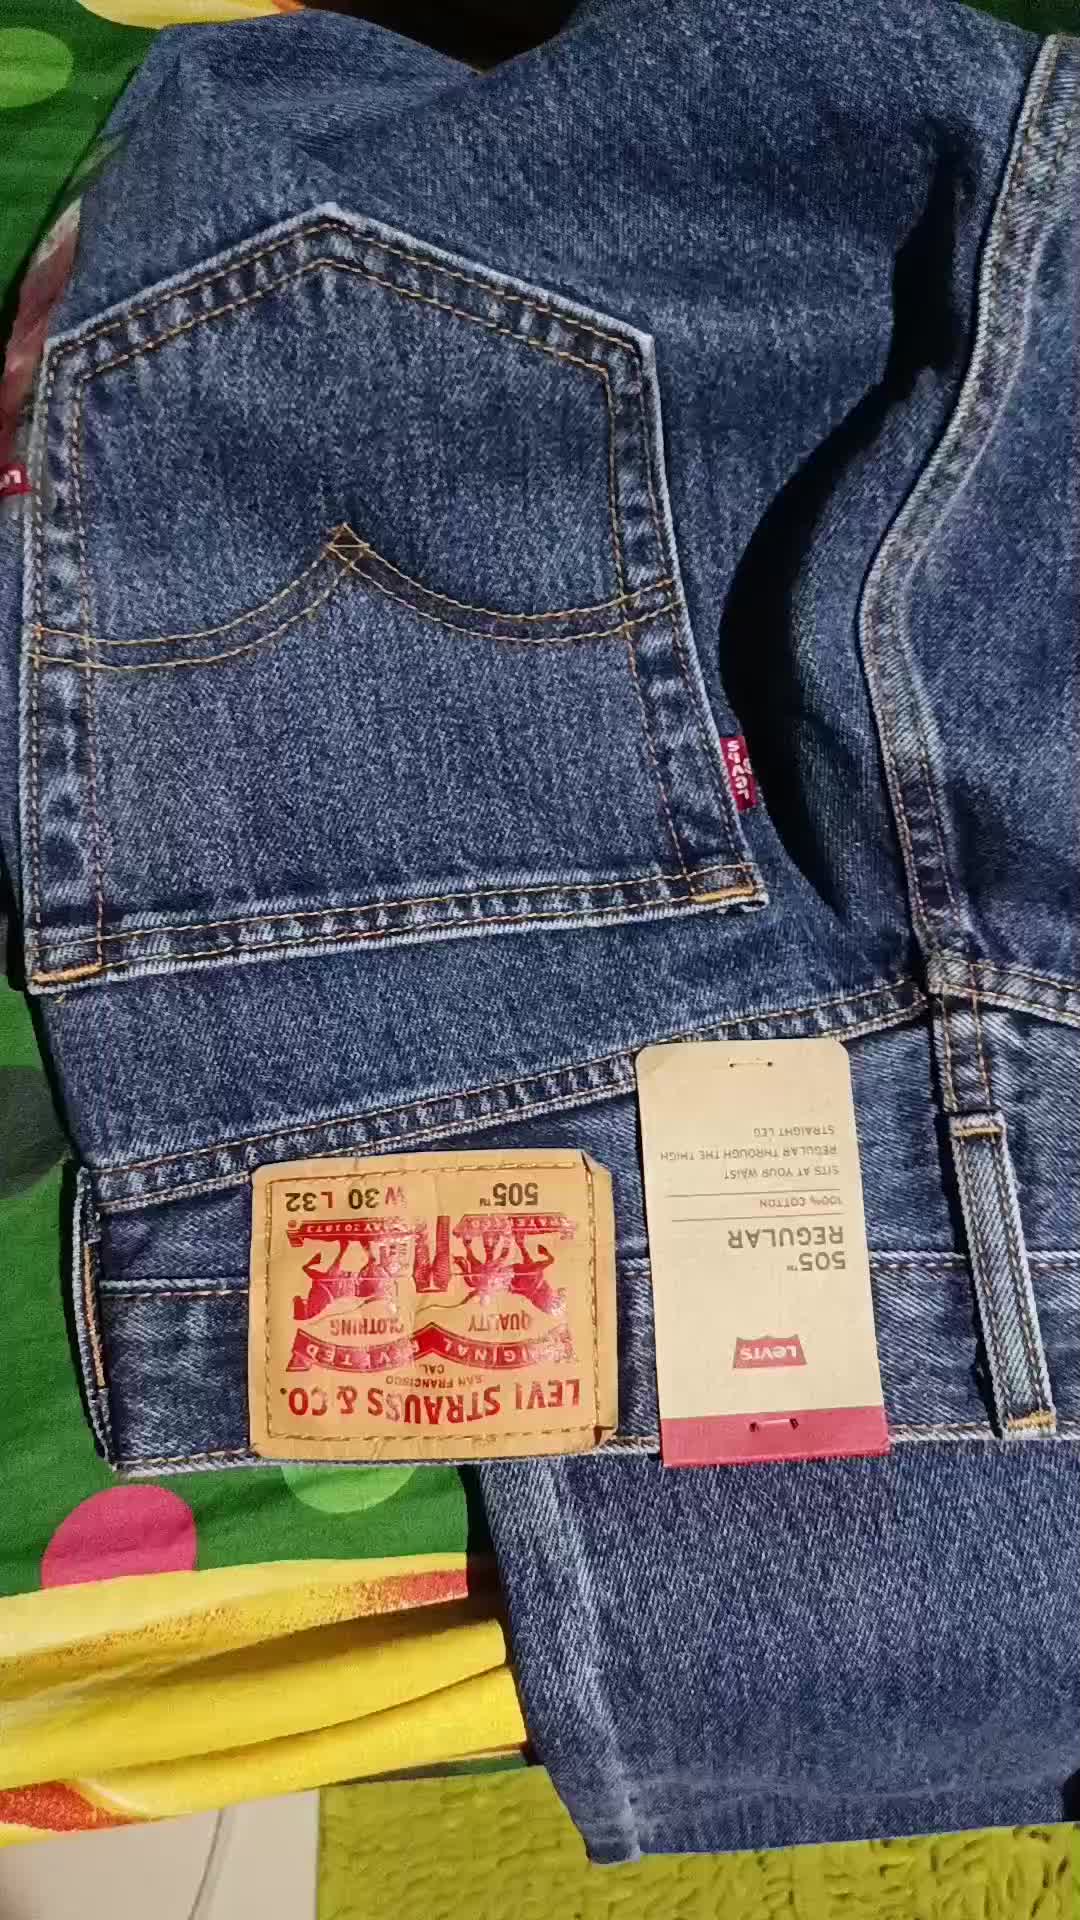 LEVI STRAUSS & CO.
SAN FRANCISCO
CAL
ORIGINAL RIVETED
QUALITY
CLOTHING
505™
W 30 L 32
LEVI'S
505™
REGULAR
100% COTTON
SITS AT YOUR WAIST
REGULAR THROUGH THE THIGH
STRAIGHT LEG
LEVI'S
®